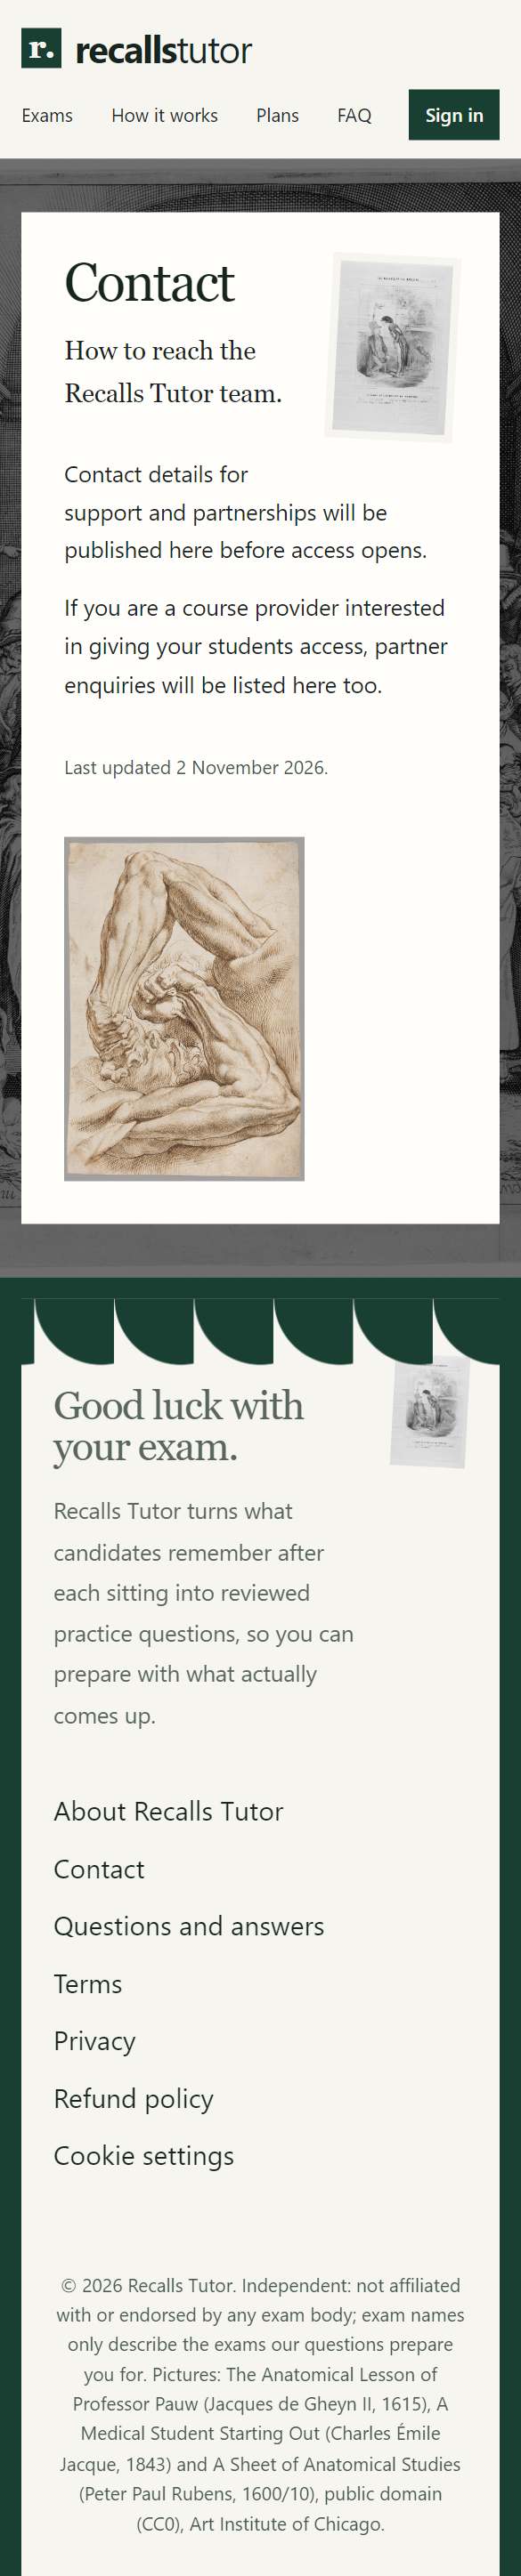 r. recallstutor
Exams How it works Plans FAQ Sign in
Contact
How to reach the
Recalls Tutor team.
Contact details for
support and partnerships will be
published here before access opens.
If you are a course provider interested
in giving your students access, partner
enquiries will be listed here too.
Last updated 2 November 2026.
Good luck with
your exam.
Recalls Tutor turns what
candidates remember after
each sitting into reviewed
practice questions, so you can
prepare with what actually
comes up.
About Recalls Tutor
Contact
Questions and answers
Terms
Privacy
Refund policy
Cookie settings
© 2026 Recalls Tutor. Independent: not affiliated
with or endorsed by any exam body; exam names
only describe the exams our questions prepare
you for. Pictures: The Anatomical Lesson of
Professor Pauw (Jacques de Gheyn II, 1615), A
Medical Student Starting Out (Charles Émile
Jacque, 1843) and A Sheet of Anatomical Studies
(Peter Paul Rubens, 1600/10), public domain
(CC0), Art Institute of Chicago.